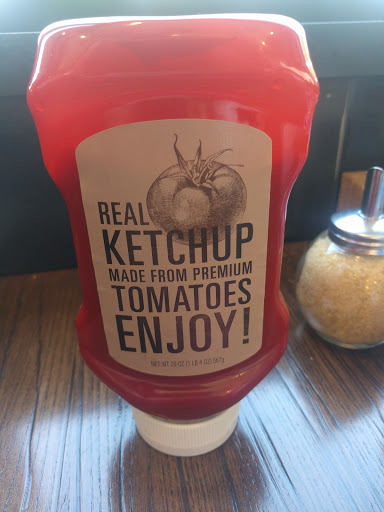 REAL
KETCHUP
MADE FROM PREMIUM
TOMATOES
ENJOY!
NET WT 20 OZ (1 LB 4 OZ) 567g